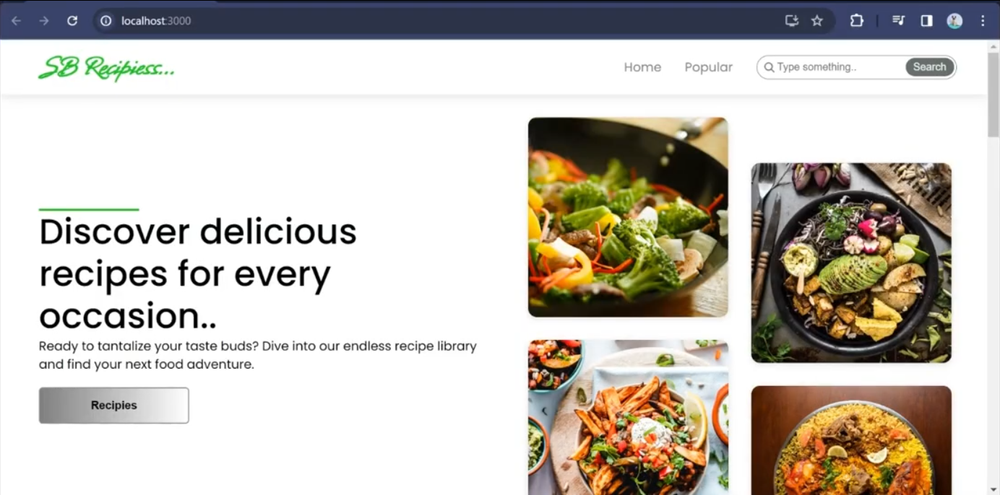 localhost:3000
SB Recipiess...
Home
Popular
Type something..
Search
Discover delicious
recipes for every
occasion..
Ready to tantalize your taste buds? Dive into our endless recipe library
and find your next food adventure.
Recipies